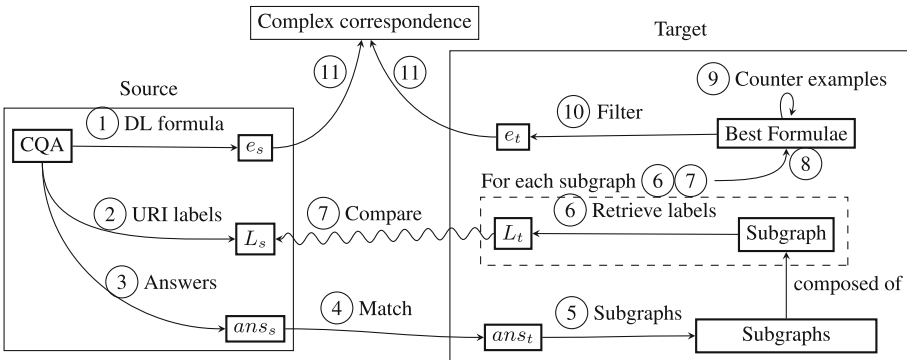 Complex correspondence
Target
Source
11 11
9 Counter examples
1 DL formula
10 Filter
CQA
e_s
e_t
Best Formulae
8
For each subgraph 6 7
2 URI labels
7 Compare
6 Retrieve labels
L_s
L_t
Subgraph
3 Answers
composed of
4 Match
5 Subgraphs
ans_s
ans_t
Subgraphs